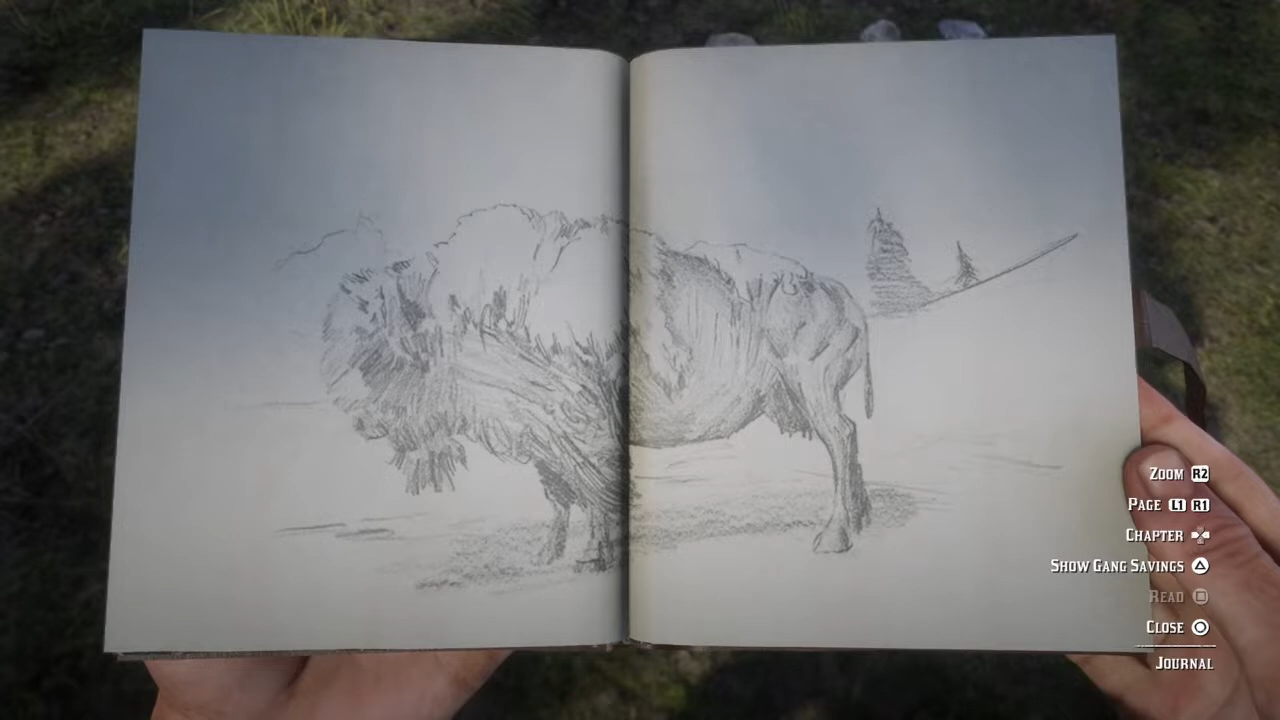 Zoom R2
Page L1 R1
Chapter
Show Gang Savings
Read
Close
Journal